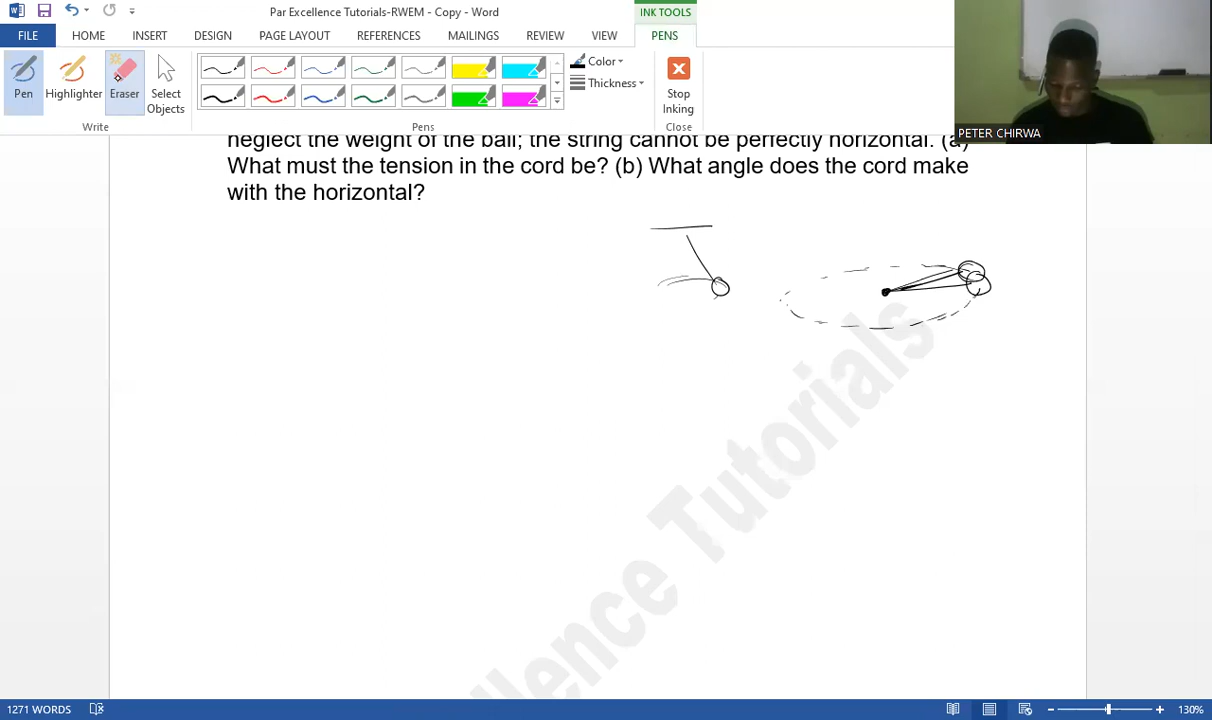 Par Excellence Tutorials-RWEM - Copy - Word
INK TOOLS
FILE
HOME
INSERT
DESIGN
PAGE LAYOUT
REFERENCES
MAILINGS
REVIEW
VIEW
PENS
Pen
Highlighter
Eraser
Select
Objects
Color
Thickness
Stop
Inking
Write
Pens
Close
PETER CHIRWA
neglect the weight of the ball; the string cannot be perfectly horizontal. (a)
What must the tension in the cord be? (b) What angle does the cord make
with the horizontal?
ellence Tutorials
1271 WORDS
130%